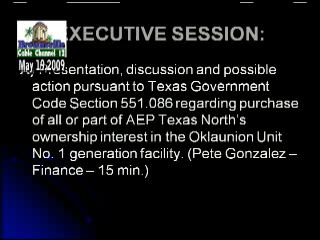 EXECUTIVE SESSION:
Brownsville
Cable Channel 12
May 19,2009
Presentation, discussion and possible
action pursuant to Texas Government
Code Section 551.086 regarding purchase
of all or part of AEP Texas North's
ownership interest in the Oklaunion Unit
No. 1 generation facility. (Pete Gonzalez –
Finance – 15 min.)